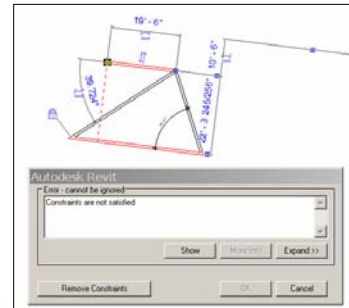 19' - 6"
10' - 6"
22' - 3 245/256"
Autodesk Revit
Error - cannot be ignored
Constraints are not satisfied
Show
More Info
Expand >>
Remove Constraints
OK
Cancel